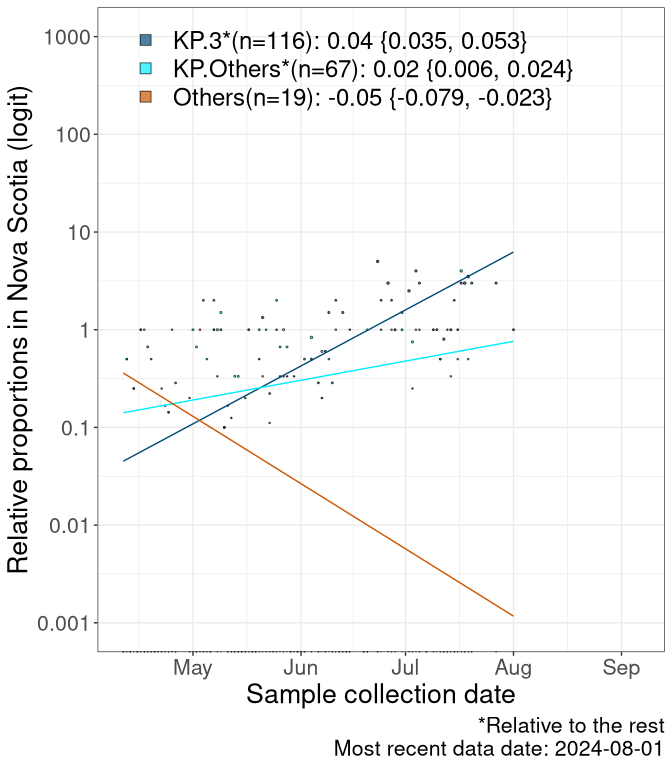 KP.3*(n=116): 0.04 {0.035, 0.053}
KP.Others*(n=67): 0.02 {0.006, 0.024}
Others(n=19): -0.05 {-0.079, -0.023}
Relative proportions in Nova Scotia (logit)
1000
100
10
1
0.1
0.01
0.001
May Jun Jul Aug Sep
Sample collection date
*Relative to the rest
Most recent data date: 2024-08-01